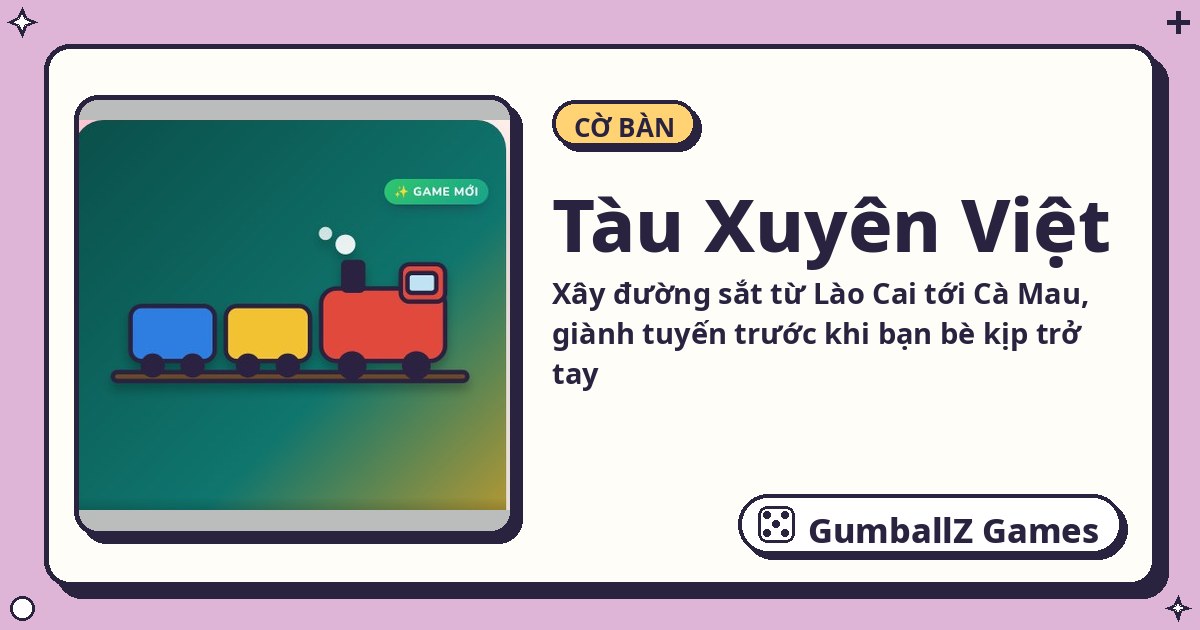 ✨ GAME MỚI
CỜ BÀN
Tàu Xuyên Việt
Xây đường sắt từ Lào Cai tới Cà Mau,
giành tuyến trước khi bạn bè kịp trở
tay
GumballZ Games